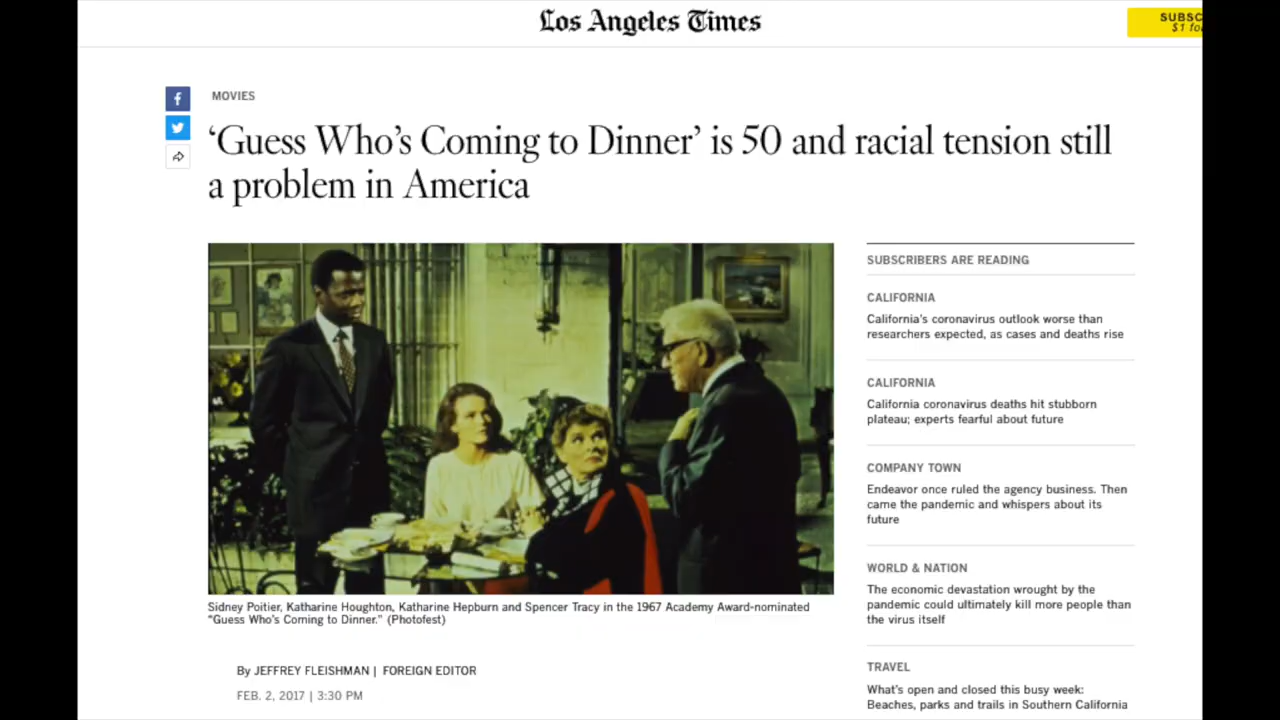 Los Angeles Times
SUBSC
$1 fo
MOVIES
‘Guess Who’s Coming to Dinner’ is 50 and racial tension still
a problem in America
Sidney Poitier, Katharine Houghton, Katharine Hepburn and Spencer Tracy in the 1967 Academy Award-nominated
“Guess Who’s Coming to Dinner.” (Photofest)
By JEFFREY FLEISHMAN | FOREIGN EDITOR
FEB. 2, 2017 | 3:30 PM
SUBSCRIBERS ARE READING
CALIFORNIA
California’s coronavirus outlook worse than
researchers expected, as cases and deaths rise
CALIFORNIA
California coronavirus deaths hit stubborn
plateau; experts fearful about future
COMPANY TOWN
Endeavor once ruled the agency business. Then
came the pandemic and whispers about its
future
WORLD & NATION
The economic devastation wrought by the
pandemic could ultimately kill more people than
the virus itself
TRAVEL
What’s open and closed this busy week:
Beaches, parks and trails in Southern California